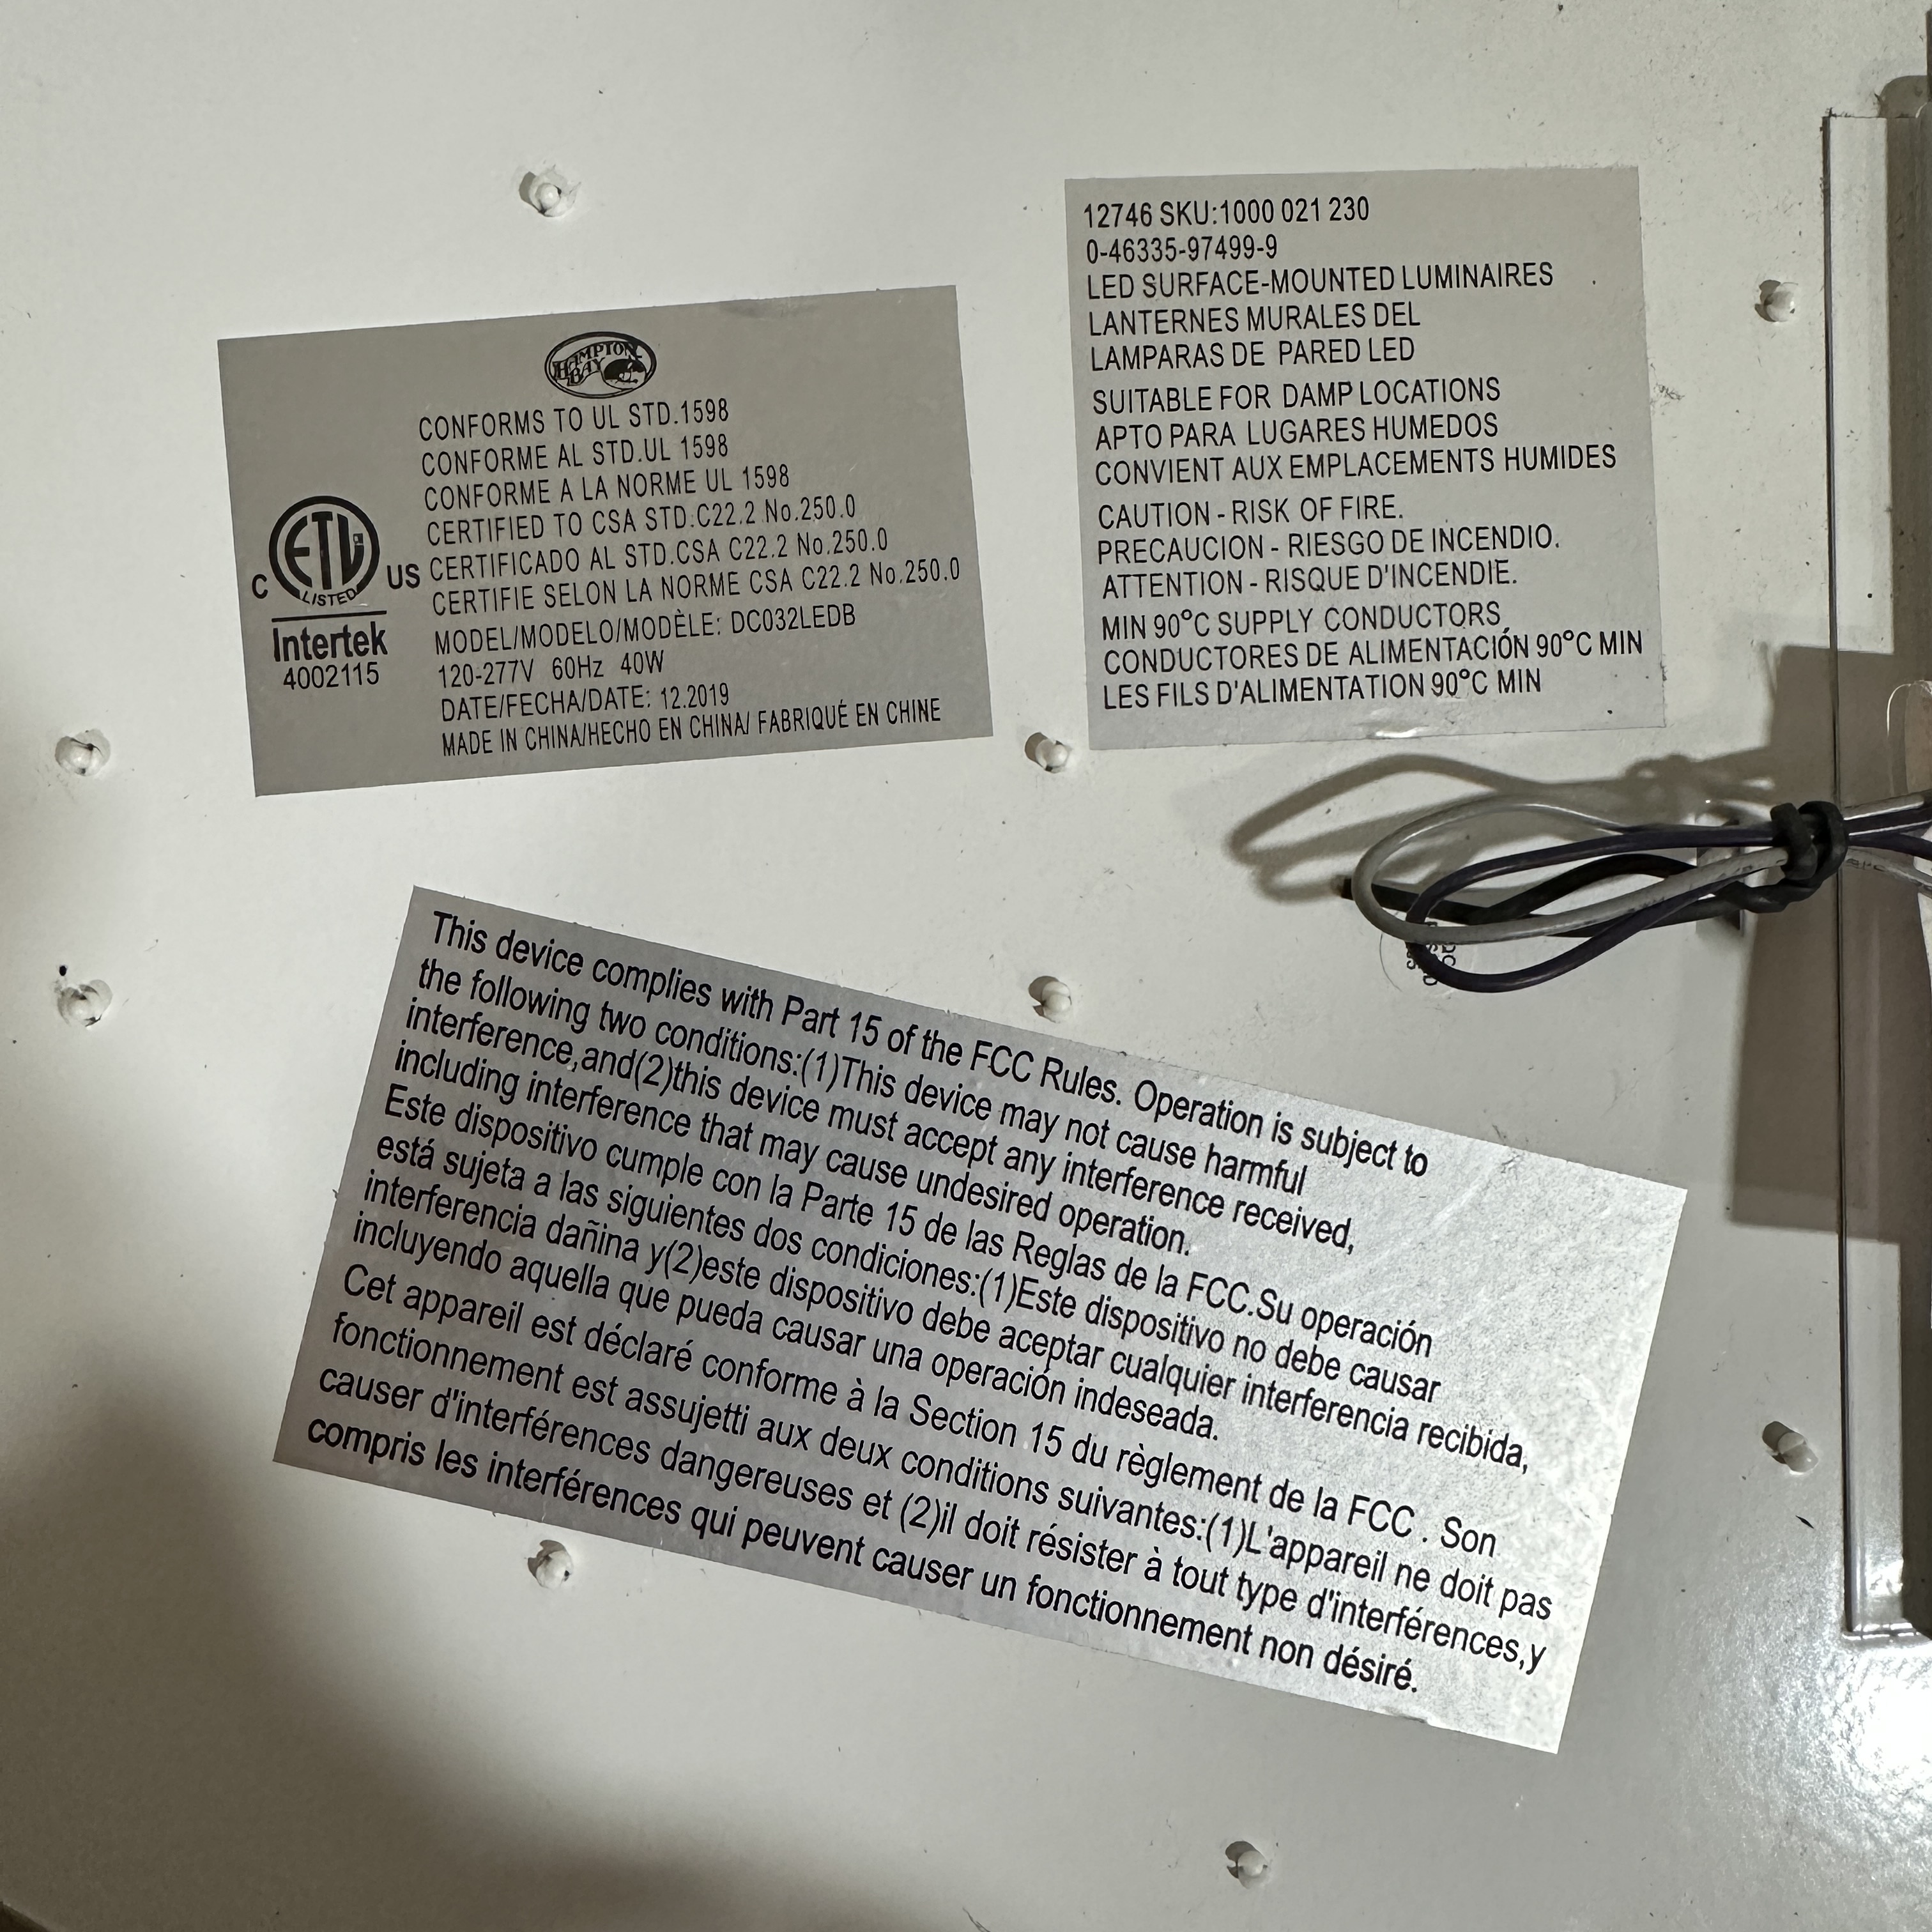 HAMPTON BAY
CONFORMS TO UL STD.1598
CONFORME AL STD.UL 1598
CONFORME A LA NORME UL 1598
CERTIFIED TO CSA STD.C22.2 No.250.0
CERTIFICADO AL STD.CSA C22.2 No.250.0
CERTIFIE SELON LA NORME CSA C22.2 No.250.0
MODEL/MODELO/MODÈLE: DC032LEDB
120-277V 60Hz 40W
DATE/FECHA/DATE: 12.2019
MADE IN CHINA/HECHO EN CHINA/ FABRIQUÉ EN CHINE
C ETL US
LISTED
Intertek
4002115
12746 SKU:1000 021 230
0-46335-97499-9
LED SURFACE-MOUNTED LUMINAIRES
LANTERNES MURALES DEL
LAMPARAS DE PARED LED
SUITABLE FOR DAMP LOCATIONS
APTO PARA LUGARES HUMEDOS
CONVIENT AUX EMPLACEMENTS HUMIDES
CAUTION - RISK OF FIRE.
PRECAUCION - RIESGO DE INCENDIO.
ATTENTION - RISQUE D'INCENDIE.
MIN 90°C SUPPLY CONDUCTORS
CONDUCTORES DE ALIMENTACIÓN 90°C MIN
LES FILS D'ALIMENTATION 90°C MIN
This device complies with Part 15 of the FCC Rules. Operation is subject to
the following two conditions:(1)This device may not cause harmful
interference,and(2)this device must accept any interference received,
including interference that may cause undesired operation.
Este dispositivo cumple con la Parte 15 de las Reglas de la FCC.Su operación
está sujeta a las siguientes dos condiciones:(1)Este dispositivo no debe causar
interferencia dañina y(2)este dispositivo debe aceptar cualquier interferencia recibida,
incluyendo aquella que pueda causar una operación indeseada.
Cet appareil est déclaré conforme à la Section 15 du règlement de la FCC . Son
fonctionnement est assujetti aux deux conditions suivantes:(1)L'appareil ne doit pas
causer d'interférences dangereuses et (2)il doit résister à tout type d'interférences,y
compris les interférences qui peuvent causer un fonctionnement non désiré.